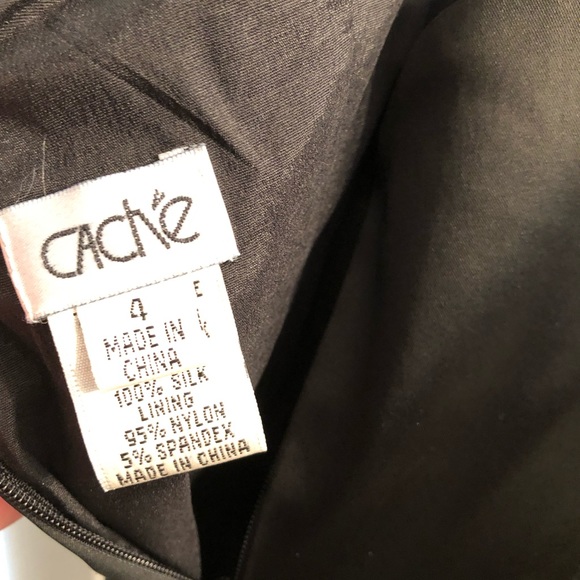 CAChé
4
MADE IN
CHINA
100% SILK
LINING
95% NYLON
5% SPANDEX
MADE IN CHINA